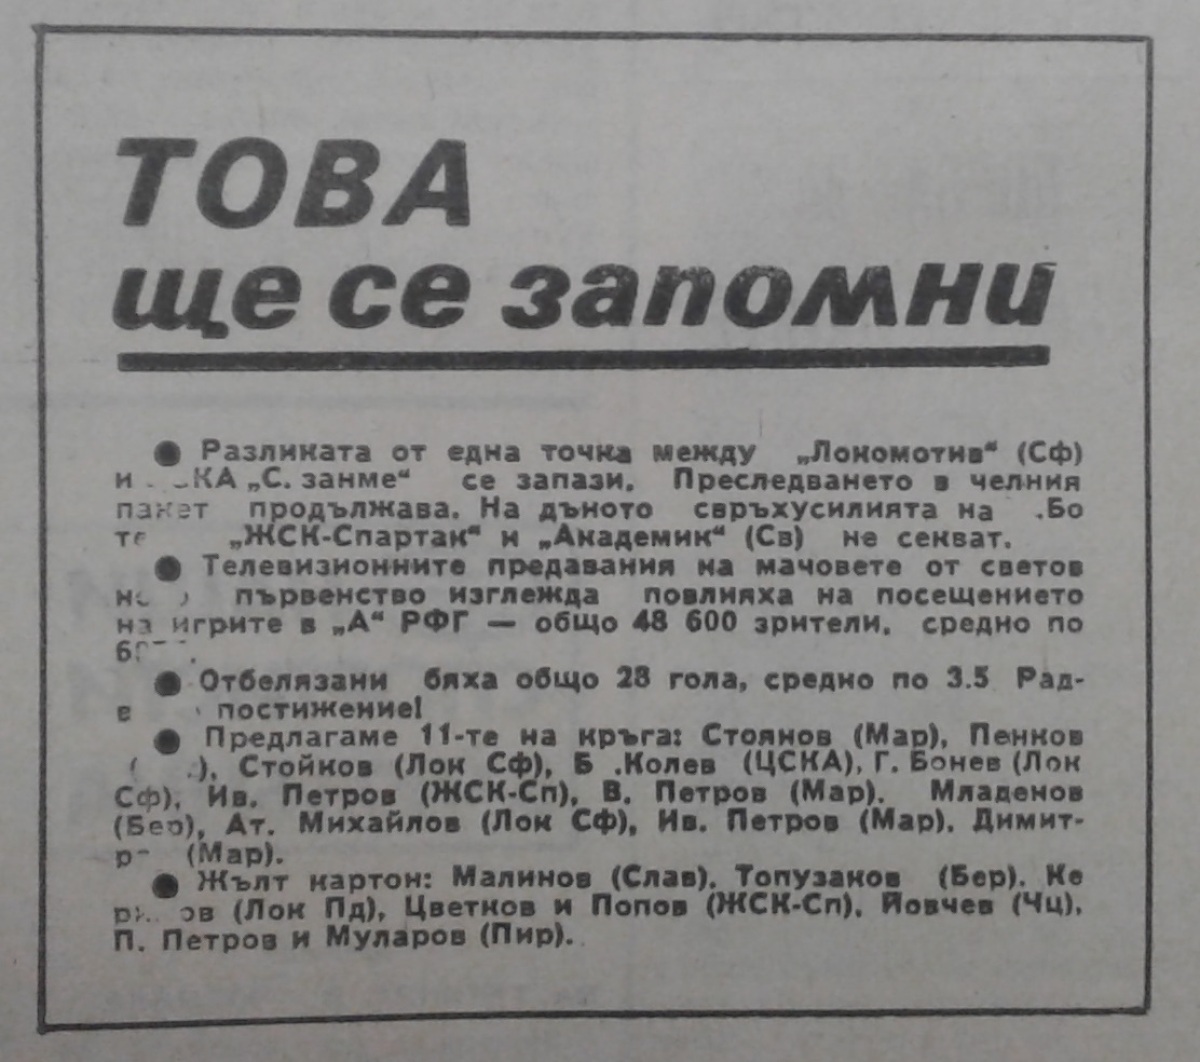 ТОВА
ще се запомни
● Разликата от една точка между „Локомотив“ (Сф)
и „С. занме“ се запази. Преследването в челния
пакет продължава. На дъното свръхусилията на
„ЖСК-Спартак“ и „Академик“ (Св) не секват.
● Телевизионните предавания на мачовете от светов
първенство изглежда повлияха на посещението
на игрите в „А“ РФГ — общо 48 600 зрители, средно по
● Отбелязани бяха общо 28 гола, средно по 3.5 Рад-
постижение!
● Предлагаме 11-те на кръга: Стоянов (Мар), Пенков
Стойков (Лок Сф), Б .Колев (ЦСКА), Г. Бонев (Лок
Сф), Ив. Петров (ЖСК-Сп), В. Петров (Мар). Младенов
(Бер), Ат. Михайлов (Лок Сф), Ив. Петров (Мар). Димит-
(Мар).
● Жълт картон: Малинов (Слав). Топузаков (Бер). Ке
(Лок Пд), Цветков и Попов (ЖСК-Сп), Йовчев (Чц),
П. Петров и Муларов (Пир).